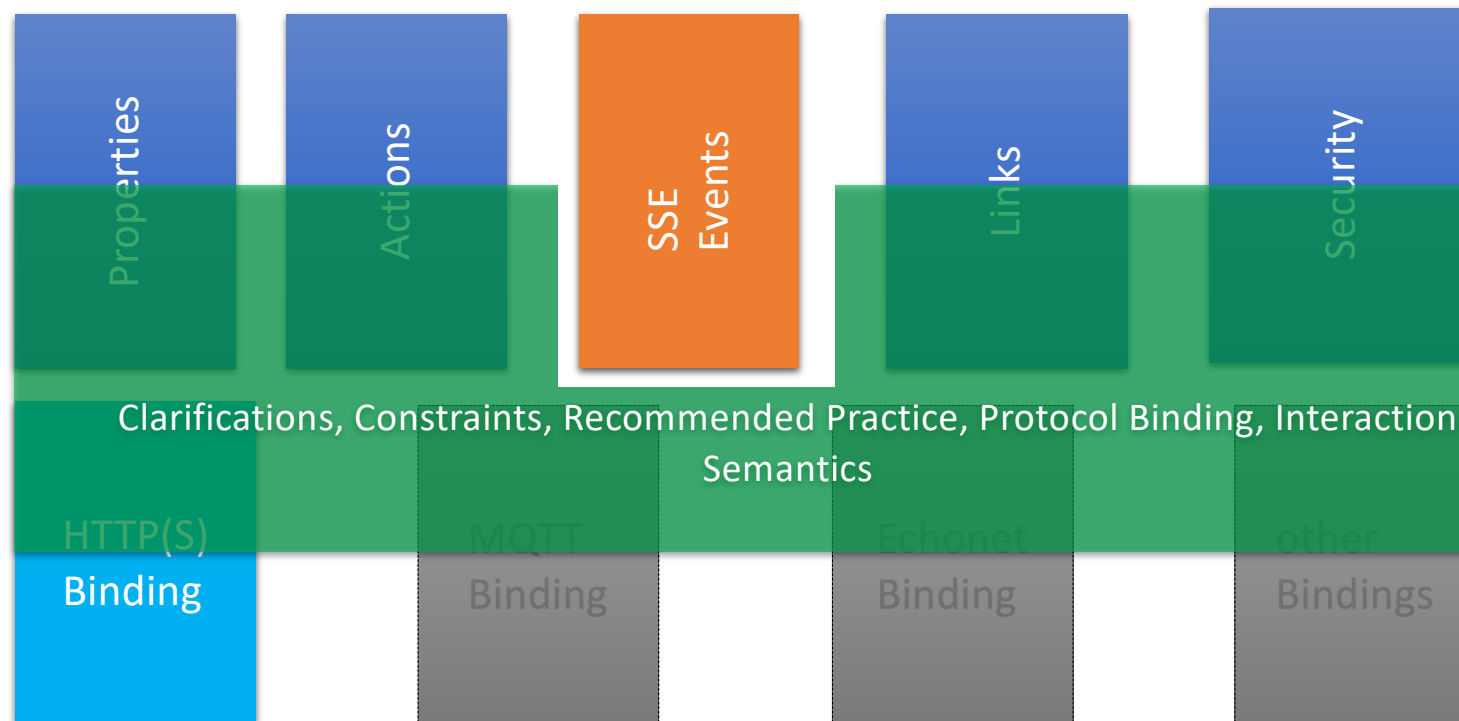 Properties
Actions
SSE
Events
Links
Security
Clarifications, Constraints, Recommended Practice, Protocol Binding, Interaction
Semantics
HTTP(S)
Binding
MQTT
Binding
Echonet
Binding
other
Bindings